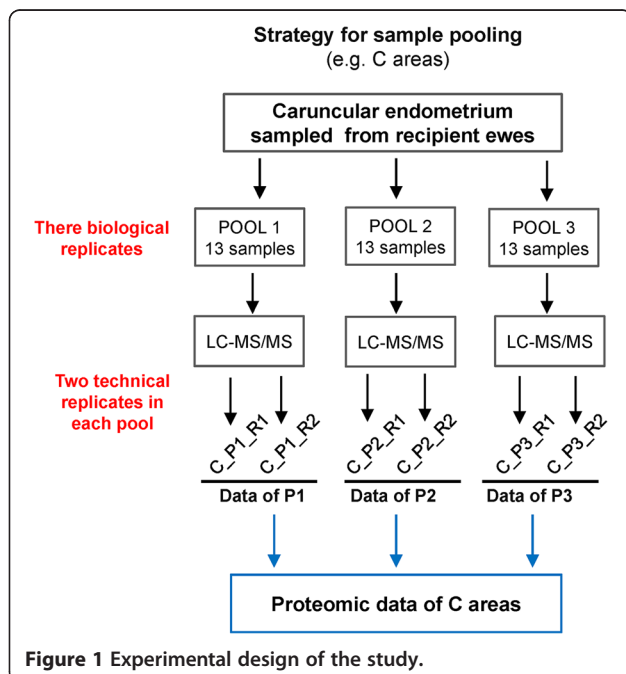 Strategy for sample pooling
(e.g. C areas)
Caruncular endometrium
sampled from recipient ewes
There biological
replicates
POOL 1
13 samples
POOL 2
13 samples
POOL 3
13 samples
LC-MS/MS
LC-MS/MS
LC-MS/MS
Two technical
replicates in
each pool
C_P1_R1
C_P1_R2
C_P2_R1
C_P2_R2
C_P3_R1
C_P3_R2
Data of P1
Data of P2
Data of P3
Proteomic data of C areas
Figure 1 Experimental design of the study.